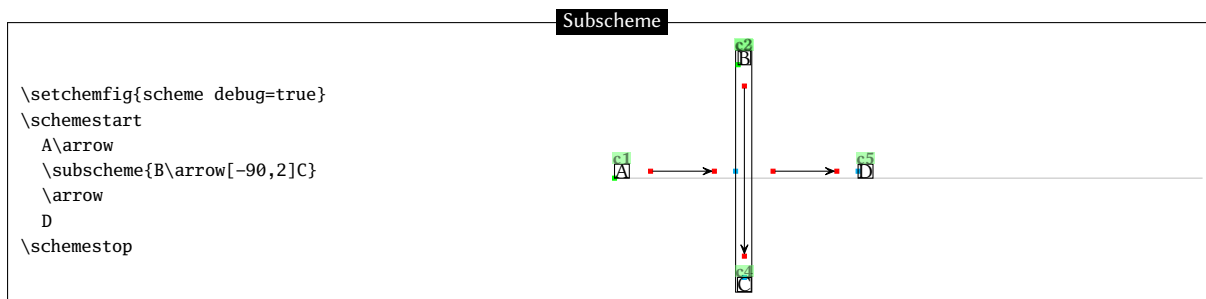 Subscheme
\setchemfig{scheme debug=true}
\schemestart
A\arrow
\subscheme{B\arrow[-90,2]C}
\arrow
D
\schemestop
c2
B
c1
A
c5
D
c4
C